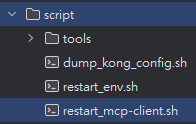 script
tools
dump_kong_config.sh
restart_env.sh
restart_mcp-client.sh